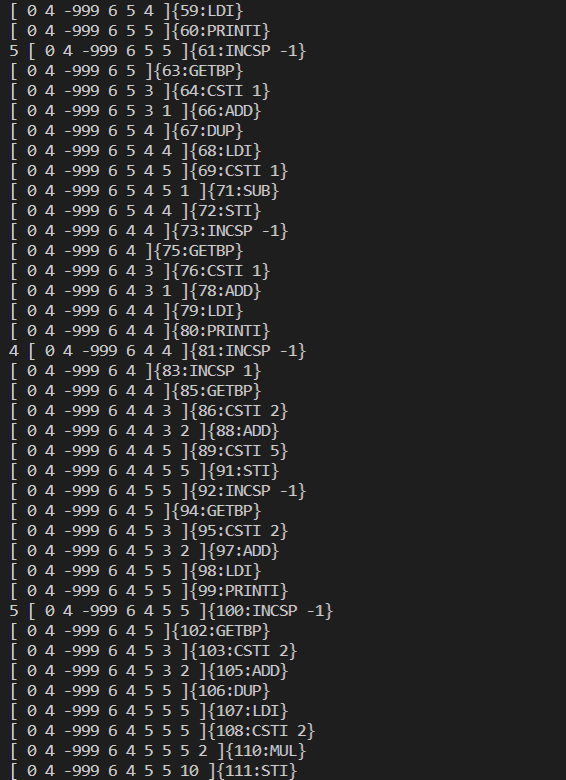 [ 0 4 -999 6 5 4 ]{59:LDI}
[ 0 4 -999 6 5 5 ]{60:PRINTI}
5 [ 0 4 -999 6 5 5 ]{61:INCSP -1}
[ 0 4 -999 6 5 ]{63:GETBP}
[ 0 4 -999 6 5 3 ]{64:CSTI 1}
[ 0 4 -999 6 5 3 1 ]{66:ADD}
[ 0 4 -999 6 5 4 ]{67:DUP}
[ 0 4 -999 6 5 4 4 ]{68:LDI}
[ 0 4 -999 6 5 4 5 ]{69:CSTI 1}
[ 0 4 -999 6 5 4 5 1 ]{71:SUB}
[ 0 4 -999 6 5 4 4 ]{72:STI}
[ 0 4 -999 6 4 4 ]{73:INCSP -1}
[ 0 4 -999 6 4 ]{75:GETBP}
[ 0 4 -999 6 4 3 ]{76:CSTI 1}
[ 0 4 -999 6 4 3 1 ]{78:ADD}
[ 0 4 -999 6 4 4 ]{79:LDI}
[ 0 4 -999 6 4 4 ]{80:PRINTI}
4 [ 0 4 -999 6 4 4 ]{81:INCSP -1}
[ 0 4 -999 6 4 ]{83:INCSP 1}
[ 0 4 -999 6 4 4 ]{85:GETBP}
[ 0 4 -999 6 4 4 3 ]{86:CSTI 2}
[ 0 4 -999 6 4 4 3 2 ]{88:ADD}
[ 0 4 -999 6 4 4 5 ]{89:CSTI 5}
[ 0 4 -999 6 4 4 5 5 ]{91:STI}
[ 0 4 -999 6 4 5 5 ]{92:INCSP -1}
[ 0 4 -999 6 4 5 ]{94:GETBP}
[ 0 4 -999 6 4 5 3 ]{95:CSTI 2}
[ 0 4 -999 6 4 5 3 2 ]{97:ADD}
[ 0 4 -999 6 4 5 5 ]{98:LDI}
[ 0 4 -999 6 4 5 5 ]{99:PRINTI}
5 [ 0 4 -999 6 4 5 5 ]{100:INCSP -1}
[ 0 4 -999 6 4 5 ]{102:GETBP}
[ 0 4 -999 6 4 5 3 ]{103:CSTI 2}
[ 0 4 -999 6 4 5 3 2 ]{105:ADD}
[ 0 4 -999 6 4 5 5 ]{106:DUP}
[ 0 4 -999 6 4 5 5 5 ]{107:LDI}
[ 0 4 -999 6 4 5 5 5 ]{108:CSTI 2}
[ 0 4 -999 6 4 5 5 5 2 ]{110:MUL}
[ 0 4 -999 6 4 5 5 10 ]{111:STI}